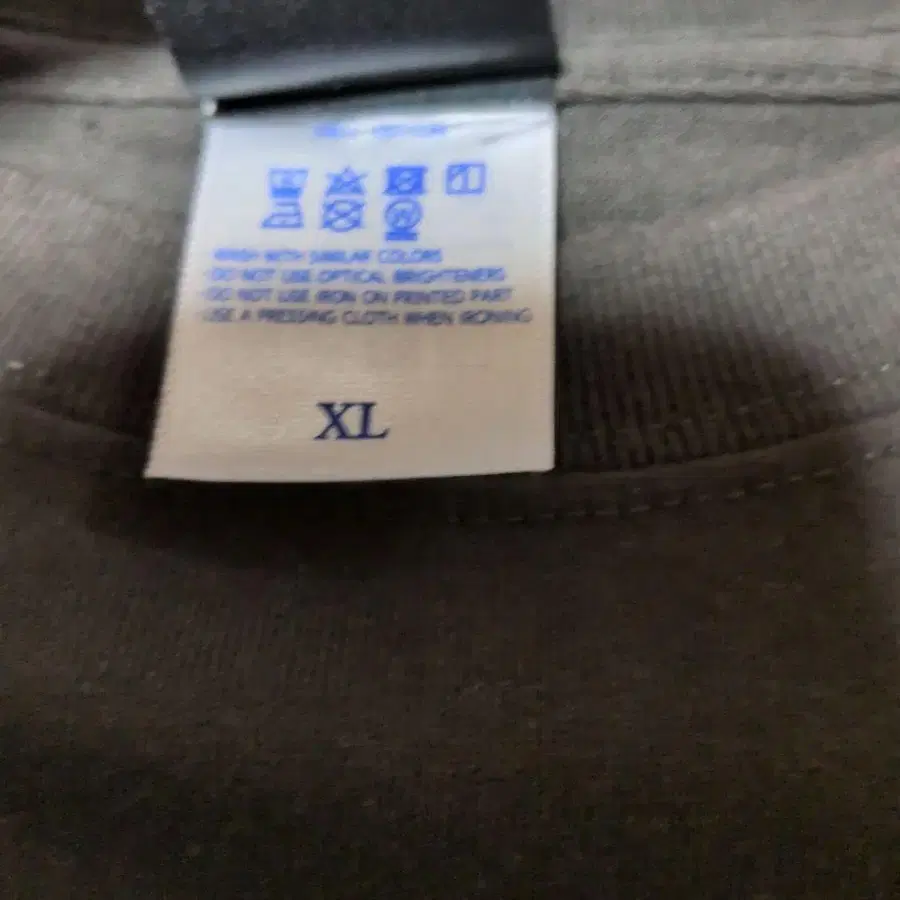 WASH WITH SIMILAR COLORS
DO NOT USE OPTICAL BRIGHTENERS
DO NOT USE IRON ON PRINTED PART
USE A PRESSING CLOTH WHEN IRONING
XL